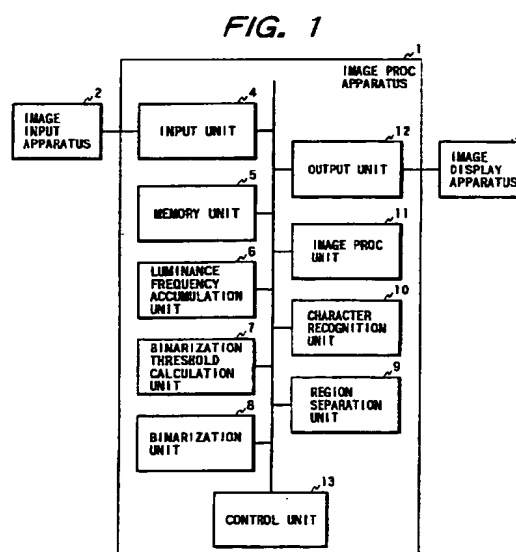 FIG. 1
1
IMAGE PROC
APPARATUS
2
IMAGE
INPUT
APPARATUS
4
INPUT UNIT
12
OUTPUT UNIT
IMAGE
DISPLAY
APPARATUS
5
MEMORY UNIT
11
IMAGE PROC
UNIT
6
LUMINANCE
FREQUENCY
ACCUMULATION
UNIT
10
CHARACTER
RECOGNITION
UNIT
7
BINARIZATION
THRESHOLD
CALCULATION
UNIT
9
REGION
SEPARATION
UNIT
8
BINARIZATION
UNIT
13
CONTROL UNIT